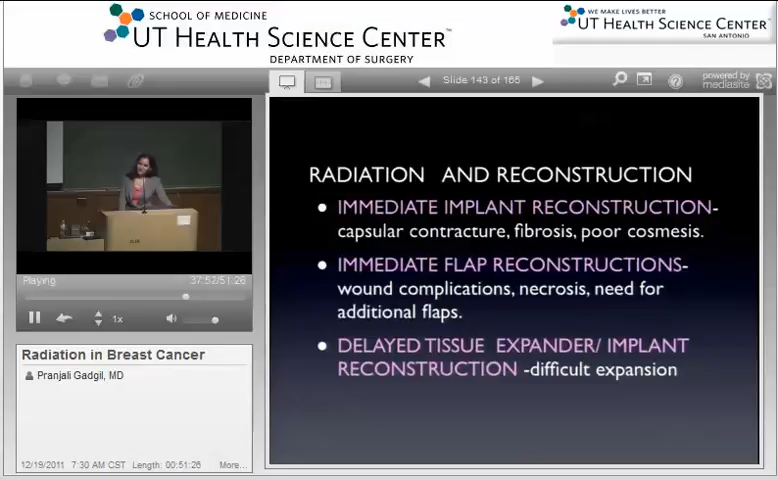 SCHOOL OF MEDICINE
UT HEALTH SCIENCE CENTER™
DEPARTMENT OF SURGERY
WE MAKE LIVES BETTER
UT HEALTH SCIENCE CENTER
SAN ANTONIO
Slide 143 of 165
powered by
mediasite
Playing
37:52/51:26
1x
Radiation in Breast Cancer
Pranjali Gadgil, MD
12/19/2011 7:30 AM CST Length: 00:51:26 More...
RADIATION AND RECONSTRUCTION
• IMMEDIATE IMPLANT RECONSTRUCTION-
capsular contracture, fibrosis, poor cosmesis.
• IMMEDIATE FLAP RECONSTRUCTIONS-
wound complications, necrosis, need for
additional flaps.
• DELAYED TISSUE EXPANDER/ IMPLANT
RECONSTRUCTION -difficult expansion